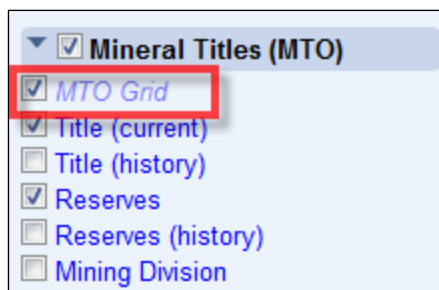 Mineral Titles (MTO)
MTO Grid
Title (current)
Title (history)
Reserves
Reserves (history)
Mining Division